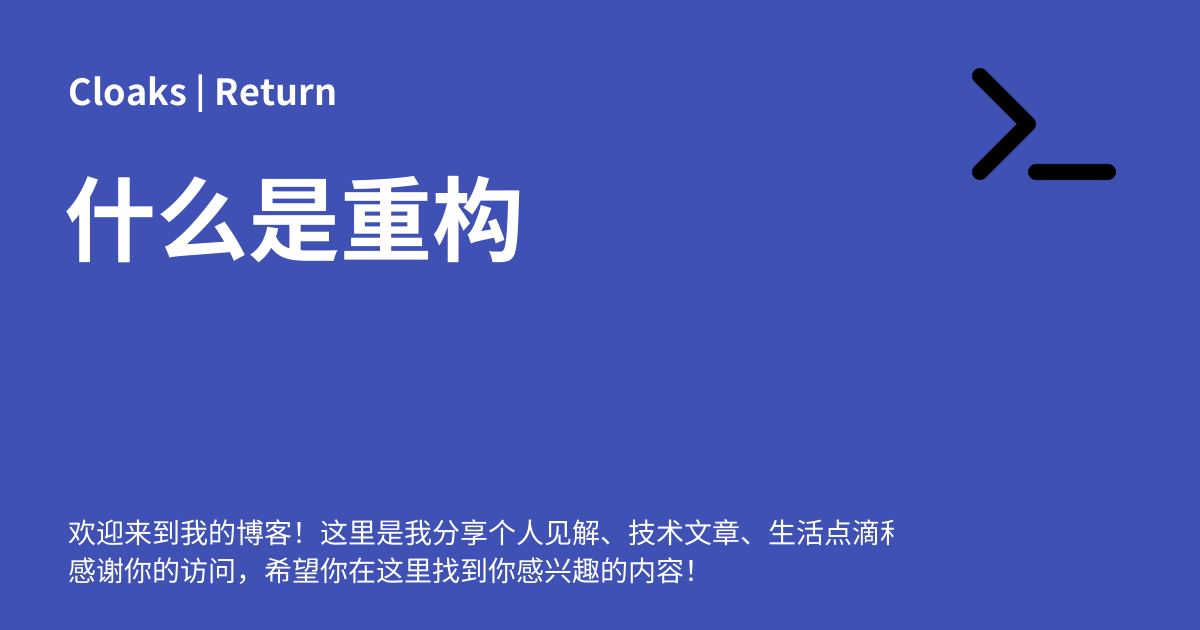 Cloaks | Return
什么是重构
欢迎来到我的博客！这里是我分享个人见解、技术文章、生活点滴
感谢你的访问，希望你在这里找到你感兴趣的内容！